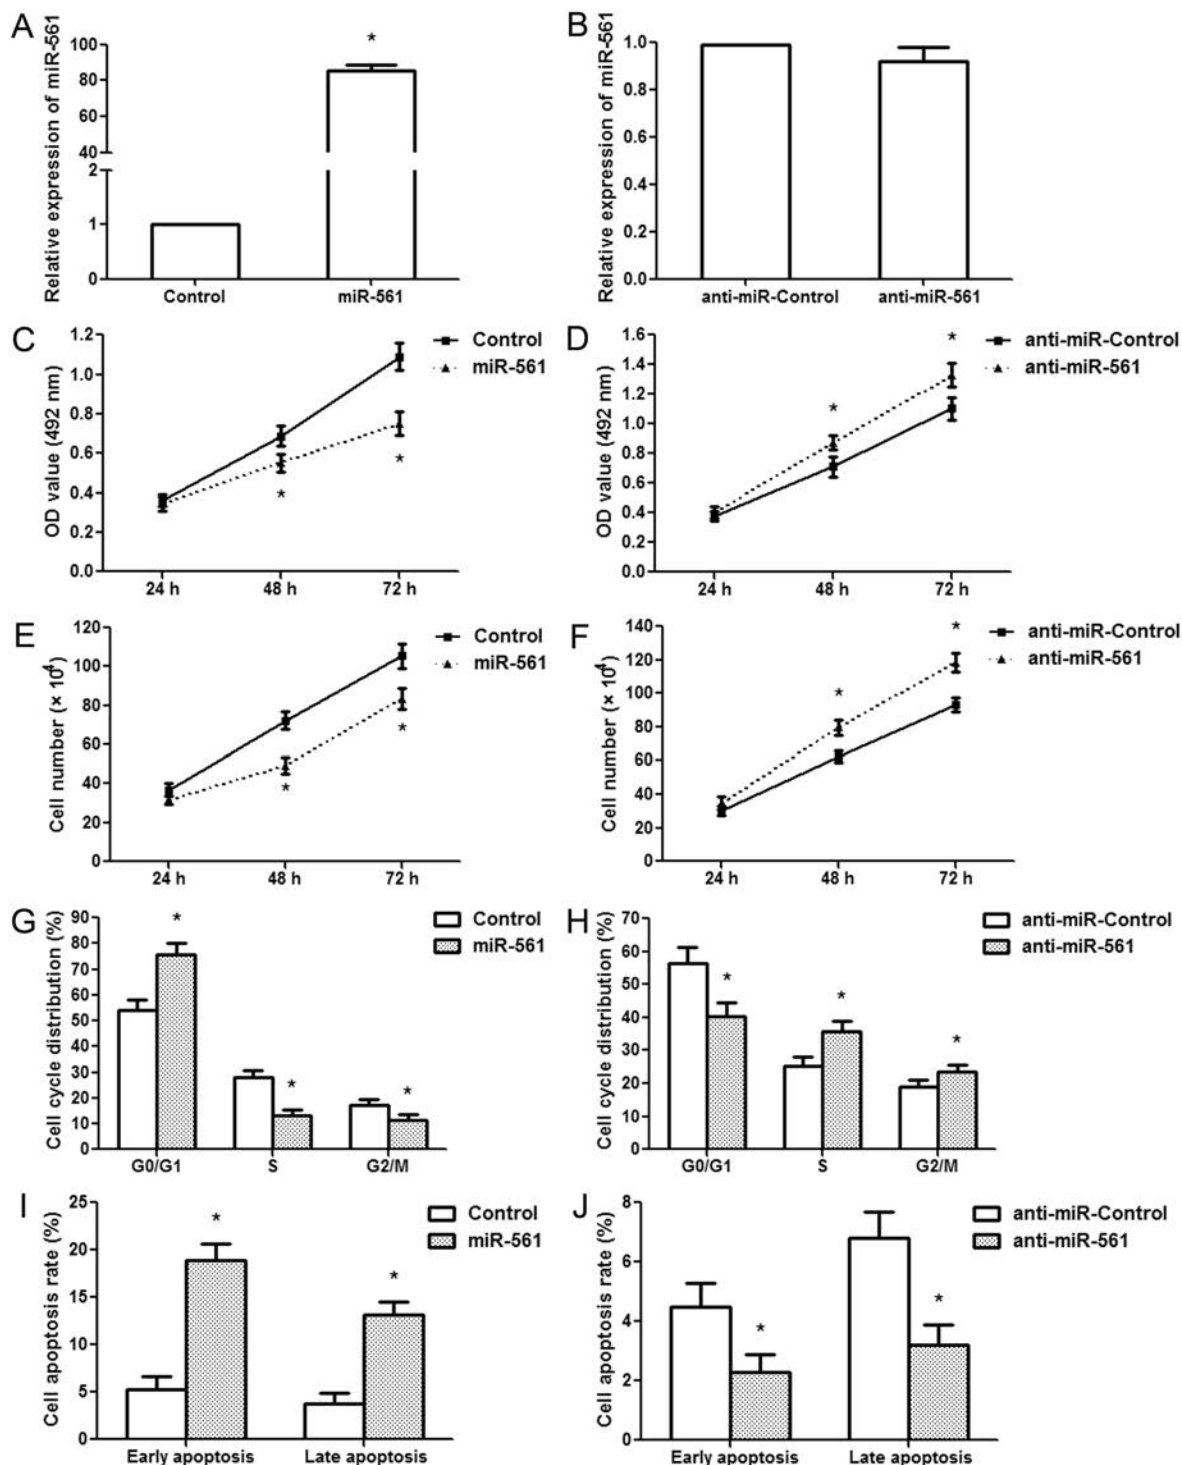 A
Relative expression of miR-561
100
80
60
40
2
1
0
*
Control
miR-561
B
Relative expression of miR-561
1.0
0.8
0.6
0.4
0.2
0.0
anti-miR-Control
anti-miR-561
C
OD value (492 nm)
1.2
1.0
0.8
0.6
0.4
0.2
0.0
*
*
24 h
48 h
72 h
Control
miR-561
D
OD value (492 nm)
1.6
1.4
1.2
1.0
0.8
0.6
0.4
0.2
0.0
*
*
24 h
48 h
72 h
anti-miR-Control
anti-miR-561
E
Cell number (× 10⁴)
120
100
80
60
40
20
0
*
*
24 h
48 h
72 h
Control
miR-561
F
Cell number (× 10⁴)
140
120
100
80
60
40
20
0
*
*
24 h
48 h
72 h
anti-miR-Control
anti-miR-561
G
Cell cycle distribution (%)
90
80
70
60
50
40
30
20
10
0
*
*
*
G0/G1
S
G2/M
Control
miR-561
H
Cell cycle distribution (%)
70
60
50
40
30
20
10
0
*
*
*
G0/G1
S
G2/M
anti-miR-Control
anti-miR-561
I
Cell apoptosis rate (%)
25
20
15
10
5
0
*
*
Early apoptosis
Late apoptosis
Control
miR-561
J
Cell apoptosis rate (%)
8
6
4
2
0
*
*
Early apoptosis
Late apoptosis
anti-miR-Control
anti-miR-561